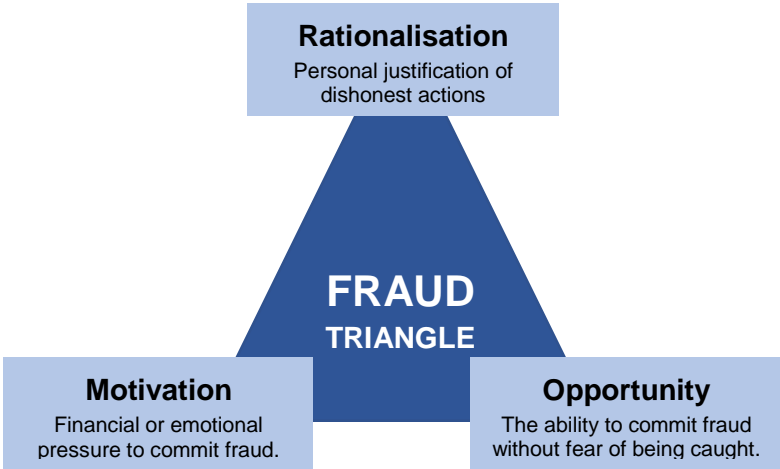 Rationalisation
Personal justification of
dishonest actions
FRAUD
TRIANGLE
Motivation
Financial or emotional
pressure to commit fraud.
Opportunity
The ability to commit fraud
without fear of being caught.